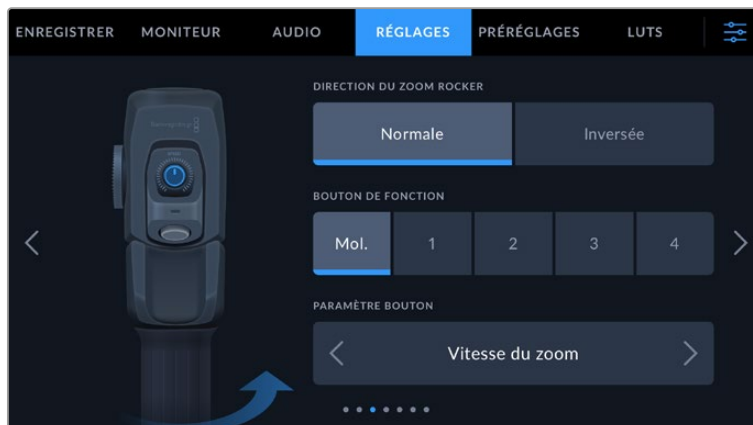 ENREGISTRER MONITEUR AUDIO RÉGLAGES PRÉRÉGLAGES LUTS
DIRECTION DU ZOOM ROCKER
Normale Inversée
BOUTON DE FONCTION
Mol. 1 2 3 4
PARAMÈTRE BOUTON
Vitesse du zoom